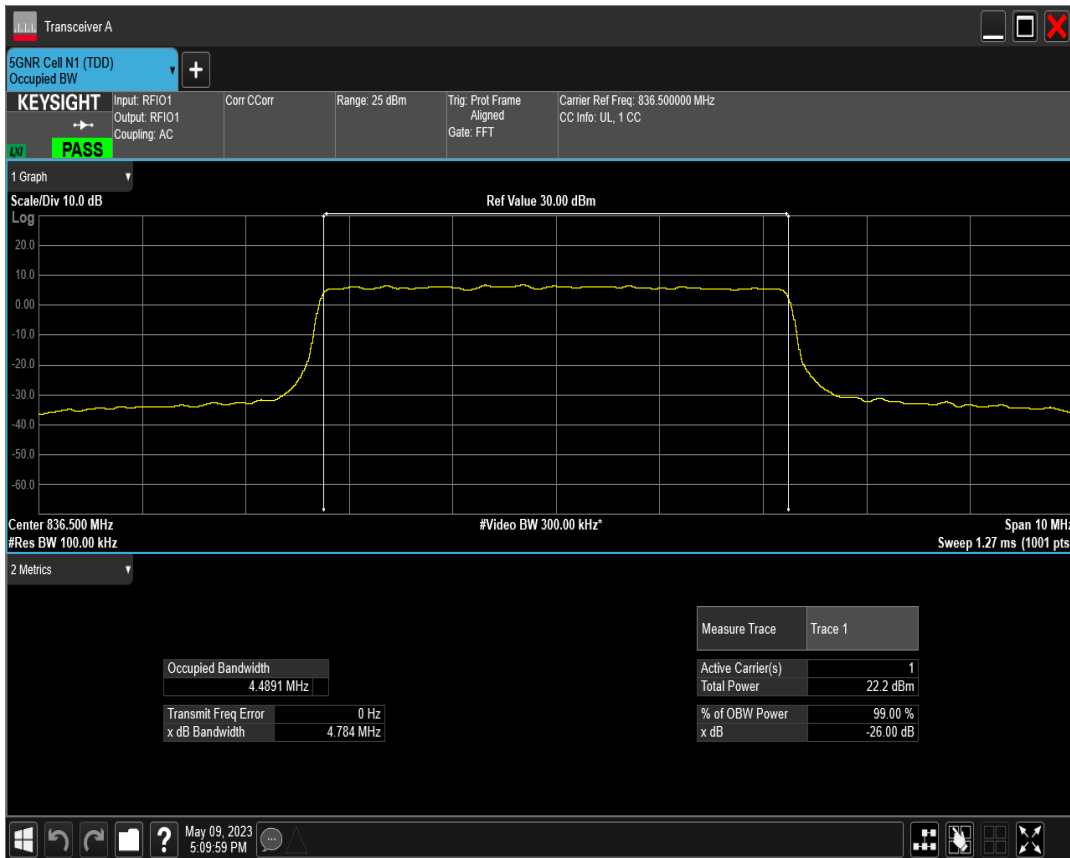 Transceiver A
5GNR Cell N1 (TDD)
Occupied BW
KEYSIGHT
LXI
PASS
Input: RFIO1
Output: RFIO1
Coupling: AC
Corr CCorr
Range: 25 dBm
Trig: Prot Frame
Aligned
Gate: FFT
Carrier Ref Freq: 836.500000 MHz
CC Info: UL, 1 CC
1 Graph
Scale/Div 10.0 dB
Ref Value 30.00 dBm
Log
20.0
10.0
0.00
-10.0
-20.0
-30.0
-40.0
-50.0
-60.0
Center 836.500 MHz
#Video BW 300.00 kHz*
Span 10 MHz
#Res BW 100.00 kHz
Sweep 1.27 ms (1001 pts
2 Metrics
Measure Trace Trace 1
Occupied Bandwidth
4.4891 MHz
Active Carrier(s) 1
Total Power 22.2 dBm
Transmit Freq Error 0 Hz
x dB Bandwidth 4.784 MHz
% of OBW Power 99.00 %
x dB -26.00 dB
?
May 09, 2023
5:09:59 PM